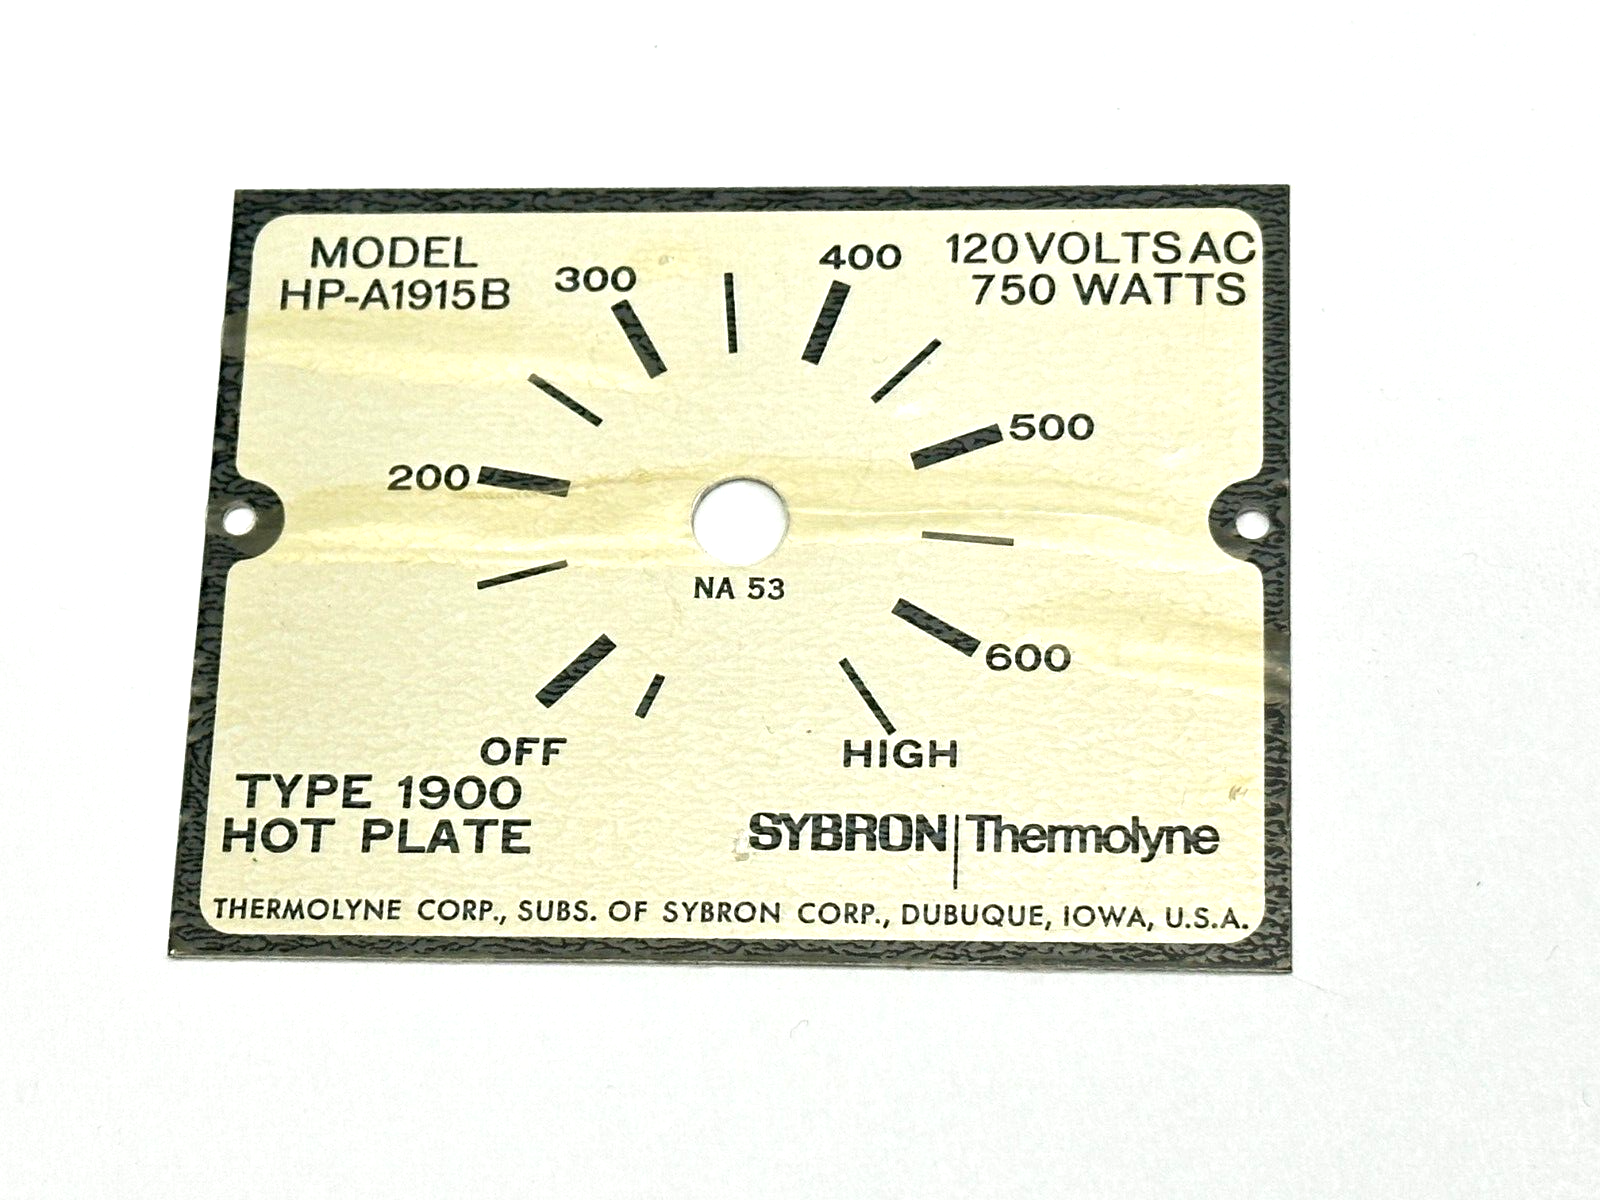 MODEL
HP-A1915B
300
400
120 VOLTS AC
750 WATTS
200
500
NA 53
600
OFF
HIGH
TYPE 1900
HOT PLATE
SYBRON | Thermolyne
THERMOLYNE CORP., SUBS. OF SYBRON CORP., DUBUQUE, IOWA, U.S.A.